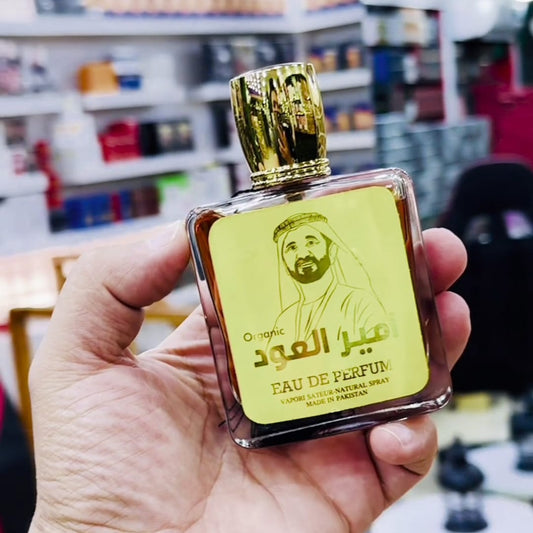 Organic
أمير العود
EAU DE PERFUM
VAPORI SATEUR-NATURAL SPRAY
MADE IN PAKISTAN